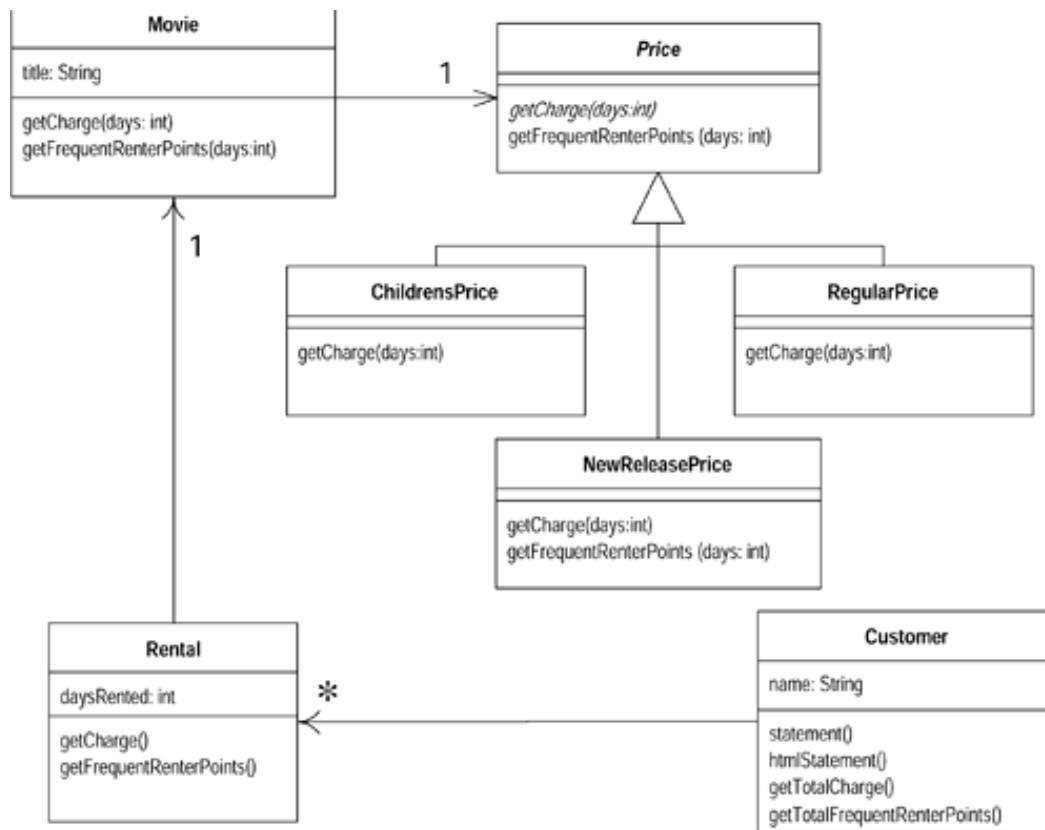 Movie
title: String
getCharge(days: int)
getFrequentRenterPoints(days:int)
1
Price
getCharge(days:int)
getFrequentRenterPoints (days: int)
1
ChildrensPrice
getCharge(days:int)
RegularPrice
getCharge(days:int)
NewReleasePrice
getCharge(days:int)
getFrequentRenterPoints (days: int)
Rental
daysRented: int
getCharge()
getFrequentRenterPoints()
*
Customer
name: String
statement()
htmlStatement()
getTotalCharge()
getTotalFrequentRenterPoints()